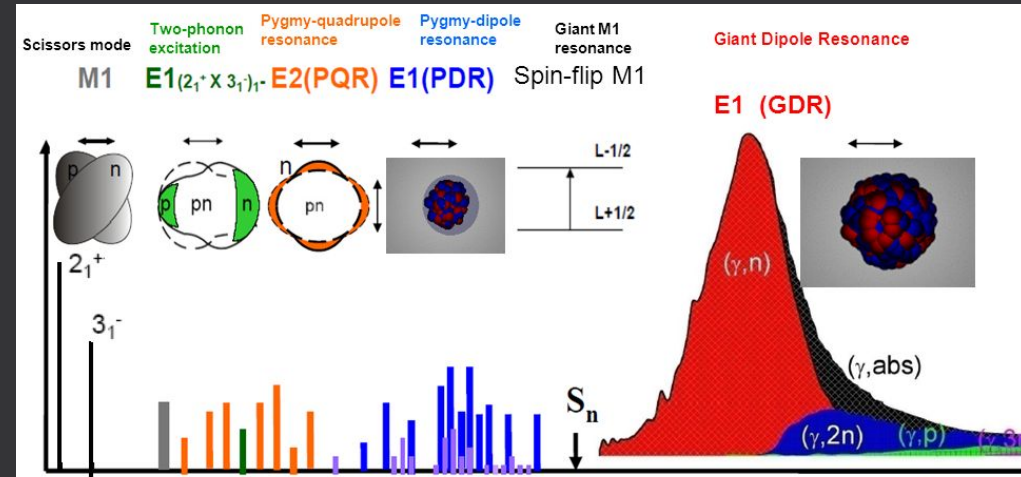 Scissors mode
M1
Two-phonon
excitation
E1(2₁⁺ X 3₁⁻)₁-
Pygmy-quadrupole
resonance
E2(PQR)
Pygmy-dipole
resonance
E1(PDR)
Giant M1
resonance
Spin-flip M1
Giant Dipole Resonance
E1 (GDR)
p n
p pn n
n
pn
L-1/2
L+1/2
2₁⁺
3₁⁻
Sₙ
(γ,n)
(γ,abs)
(γ,2n)
(γ,p)